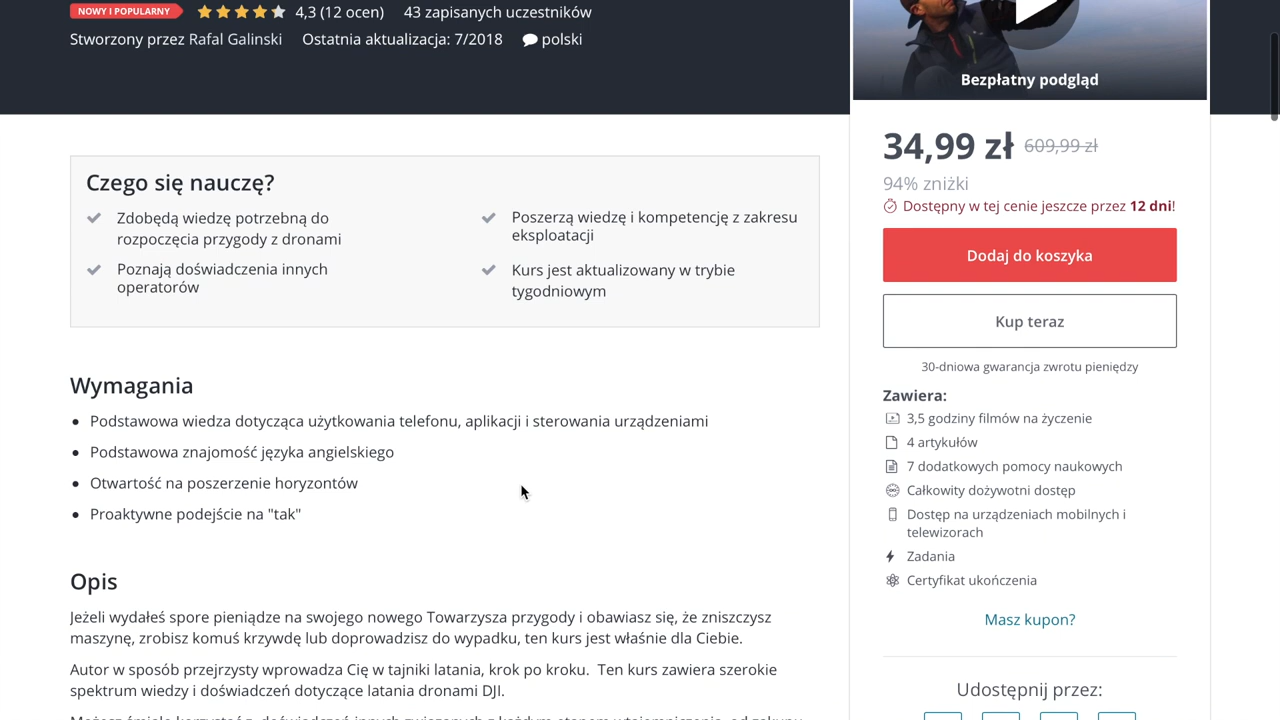 NOWY I POPULARNY 4,3 (12 ocen) 43 zapisanych uczestników
Stworzony przez Rafal Galinski Ostatnia aktualizacja: 7/2018 polski
Czego się nauczę?
Zdobędą wiedzę potrzebną do
rozpoczęcia przygody z dronami
Poznają doświadczenia innych
operatorów
Poszerzą wiedzę i kompetencję z zakresu
eksploatacji
Kurs jest aktualizowany w trybie
tygodniowym
Wymagania
Podstawowa wiedza dotycząca użytkowania telefonu, aplikacji i sterowania urządzeniami
Podstawowa znajomość języka angielskiego
Otwartość na poszerzenie horyzontów
Proaktywne podejście na "tak"
Opis
Jeżeli wydałeś spore pieniądze na swojego nowego Towarzysza przygody i obawiasz się, że zniszczysz
maszynę, zrobisz komuś krzywdę lub doprowadzisz do wypadku, ten kurs jest właśnie dla Ciebie.
Autor w sposób przejrzysty wprowadza Cię w tajniki latania, krok po kroku. Ten kurs zawiera szerokie
spektrum wiedzy i doświadczeń dotyczące latania dronami DJI.
Bezpłatny podgląd
34,99 zł 609,99 zł
94% zniżki
Dostępny w tej cenie jeszcze przez 12 dni!
Dodaj do koszyka
Kup teraz
30-dniowa gwarancja zwrotu pieniędzy
Zawiera:
3,5 godziny filmów na życzenie
4 artykułów
7 dodatkowych pomocy naukowych
Całkowity dożywotni dostęp
Dostęp na urządzeniach mobilnych i
telewizorach
Zadania
Certyfikat ukończenia
Masz kupon?
Udostępnij przez: